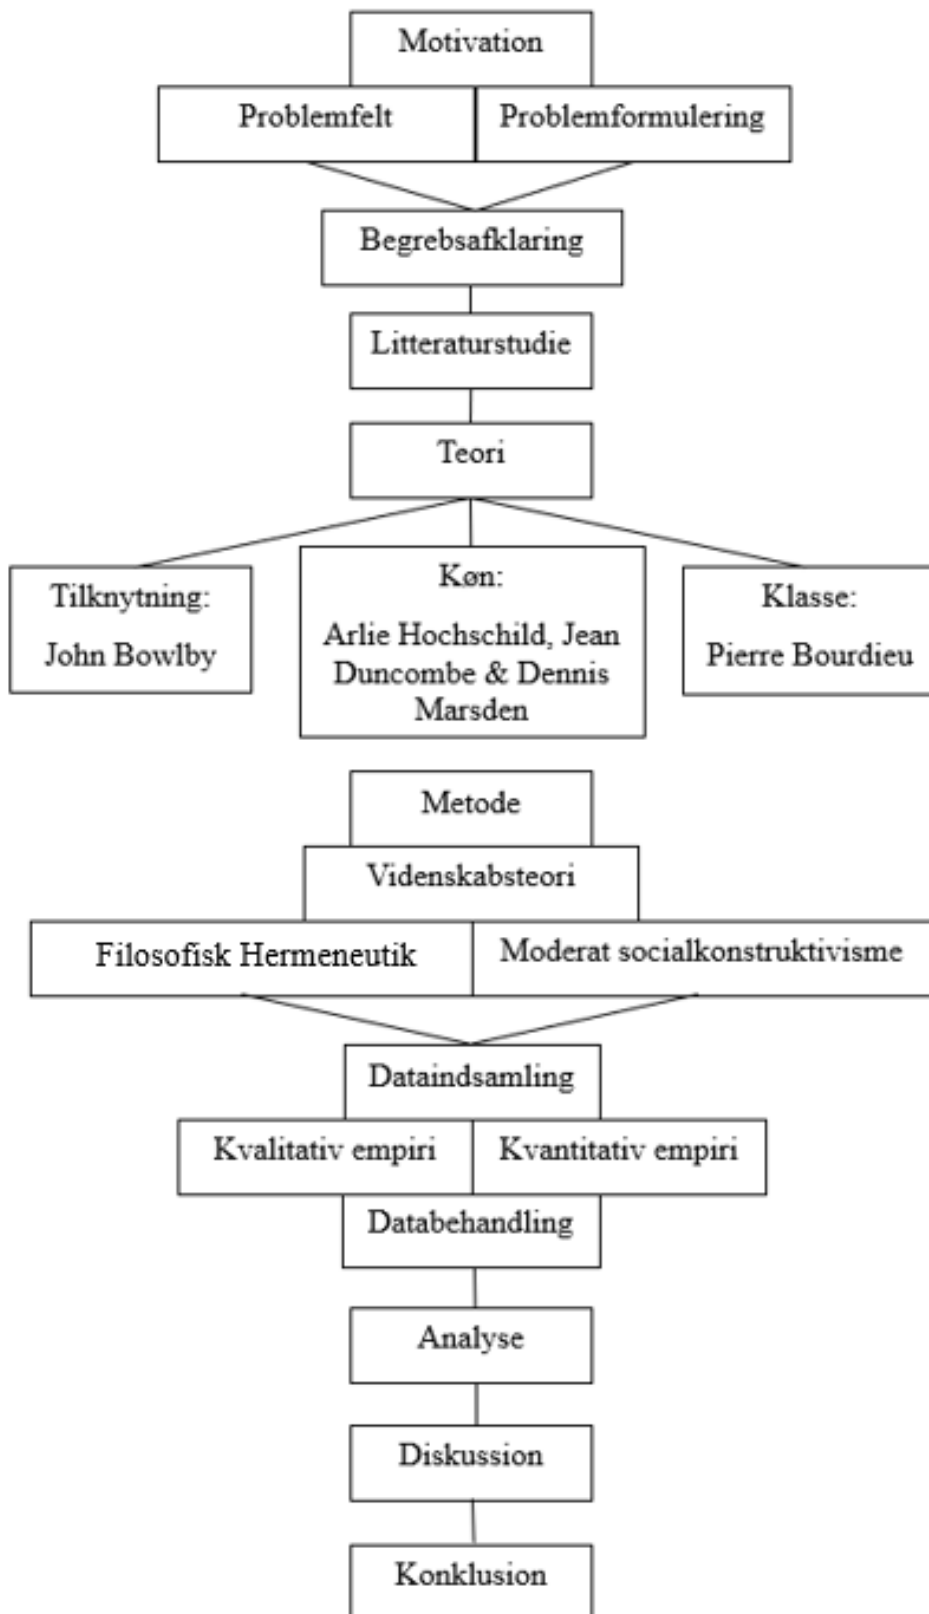 Motivation
Problemfelt
Problemformulering
Begrebsafklaring
Litteraturstudie
Teori
Tilknytning:
John Bowlby
Køn:
Arlie Hochschild, Jean
Duncombe & Dennis
Marsden
Klasse:
Pierre Bourdieu
Metode
Videnskabsteori
Filosofisk Hermeneutik
Moderat socialkonstruktivisme
Dataindsamling
Kvalitativ empiri
Kvantitativ empiri
Databehandling
Analyse
Diskussion
Konklusion